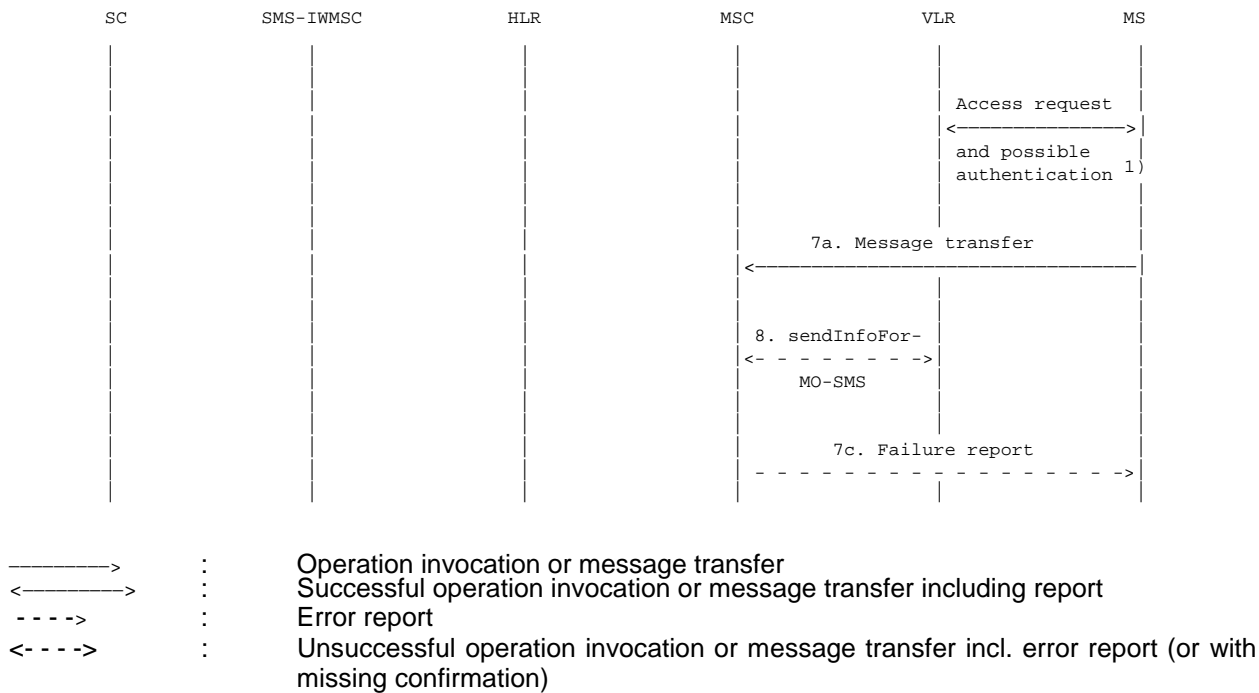 SC SMS-IWMSC HLR MSC VLR MS
Access request
<———————————————>
and possible
authentication 1)
7a. Message transfer
<——————————————————————————————————
8. sendInfoFor-
<- - - - - - - ->
MO-SMS
7c. Failure report
- - - - - - - - - - - - - - - - - ->
—————————> : Operation invocation or message transfer
<—————————> : Successful operation invocation or message transfer including report
- - - -> : Error report
<- - - -> : Unsuccessful operation invocation or message transfer incl. error report (or with
missing confirmation)